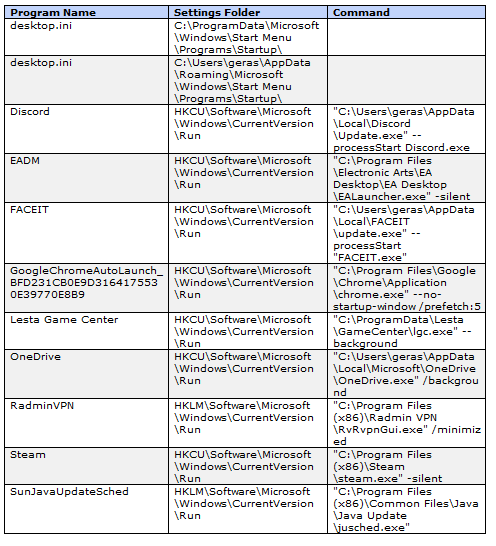 Program Name Settings Folder Command
desktop.ini C:\ProgramData\Microsoft
\Windows\Start Menu
\Programs\Startup\
desktop.ini C:\Users\geras\AppData
\Roaming\Microsoft
\Windows\Start Menu
\Programs\Startup\
Discord HKCU\Software\Microsoft "C:\Users\geras\AppData
\Windows\CurrentVersion \Local\Discord
\Run \Update.exe" --
processStart Discord.exe
EADM HKCU\Software\Microsoft "C:\Program Files
\Windows\CurrentVersion \Electronic Arts\EA
\Run Desktop\EA Desktop
\EALauncher.exe" -silent
FACEIT HKCU\Software\Microsoft "C:\Users\geras\AppData
\Windows\CurrentVersion \Local\FACEIT
\Run \update.exe" --
processStart
"FACEIT.exe"
GoogleChromeAutoLaunch_ HKCU\Software\Microsoft "C:\Program Files\Google
BFD231CB0E9D316417553 \Windows\CurrentVersion \Chrome\Application
0E39770E8B9 \Run \chrome.exe" --no-
startup-window /prefetch:5
Lesta Game Center HKCU\Software\Microsoft "C:\ProgramData\Lesta
\Windows\CurrentVersion \GameCenter\lgc.exe" --
\Run background
OneDrive HKCU\Software\Microsoft "C:\Users\geras\AppData
\Windows\CurrentVersion \Local\Microsoft\OneDrive
\Run \OneDrive.exe" /backgroun
d
RadminVPN HKLM\Software\Microsoft "C:\Program Files
\Windows\CurrentVersion (x86)\Radmin VPN
\Run \RvRvpnGui.exe" /minimiz
ed
Steam HKCU\Software\Microsoft "C:\Program Files
\Windows\CurrentVersion (x86)\Steam
\Run \steam.exe" -silent
SunJavaUpdateSched HKLM\Software\Microsoft "C:\Program Files
\Windows\CurrentVersion (x86)\Common Files\Java
\Run \Java Update
\jusched.exe"